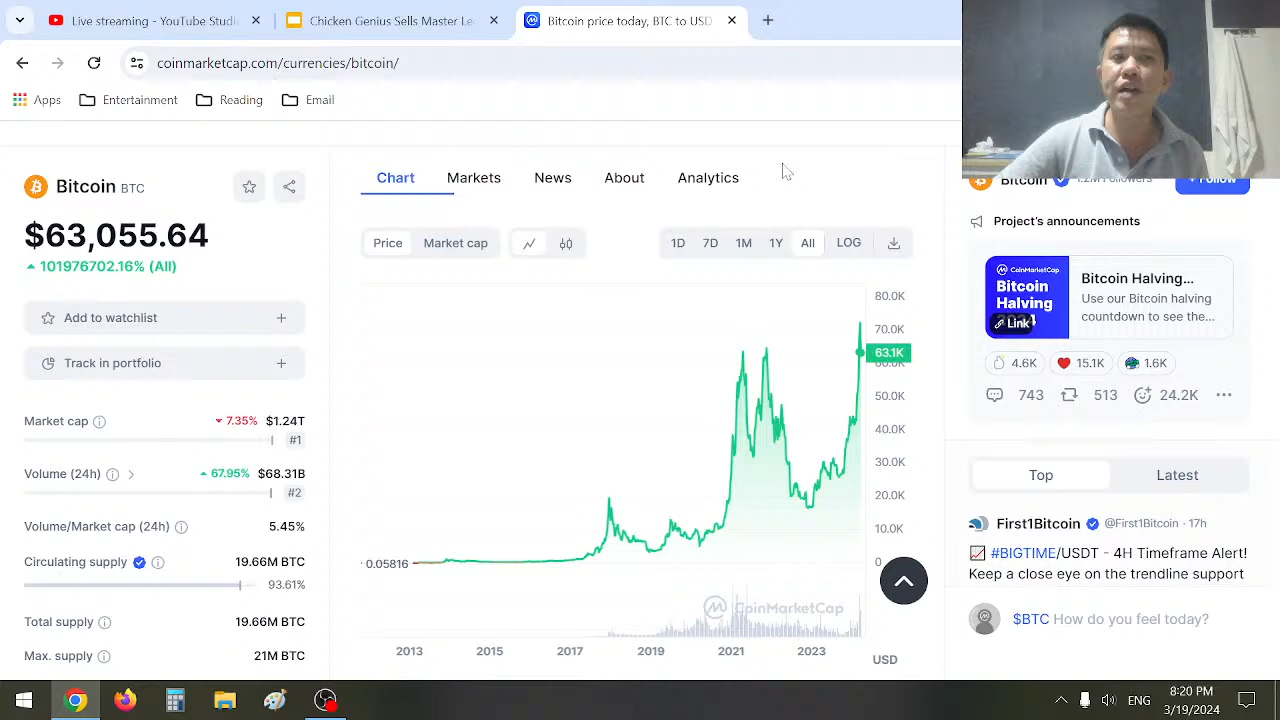 Live streaming - YouTube Studi
Chicken Genius Sells Master Le
Bitcoin price today, BTC to USD
coinmarketcap.com/currencies/bitcoin/
Apps
Entertainment
Reading
Email
Bitcoin BTC
$63,055.64
101976702.16% (All)
Add to watchlist
Track in portfolio
Market cap
7.35% $1.24T
#1
Volume (24h)
67.95% $68.31B
#2
Volume/Market cap (24h)
5.45%
Circulating supply
19.66M BTC
93.61%
Total supply
19.66M BTC
Max. supply
21M BTC
Chart
Markets
News
About
Analytics
Price
Market cap
1D
7D
1M
1Y
All
LOG
80.0K
70.0K
63.1K
60.0K
50.0K
40.0K
30.0K
20.0K
10.0K
0
0.05816
CoinMarketCap
2013
2015
2017
2019
2021
2023
USD
Bitcoin
1.2M Followers
+ Follow
Project's announcements
CoinMarketCap
Bitcoin
Halving
Link
Bitcoin Halving...
Use our Bitcoin halving
countdown to see the...
4.6K
15.1K
1.6K
743
513
24.2K
Top
Latest
First1Bitcoin @First1Bitcoin · 17h
#BIGTIME/USDT - 4H Timeframe Alert!
Keep a close eye on the trendline support
$BTC How do you feel today?
ENG
8:20 PM
3/19/2024